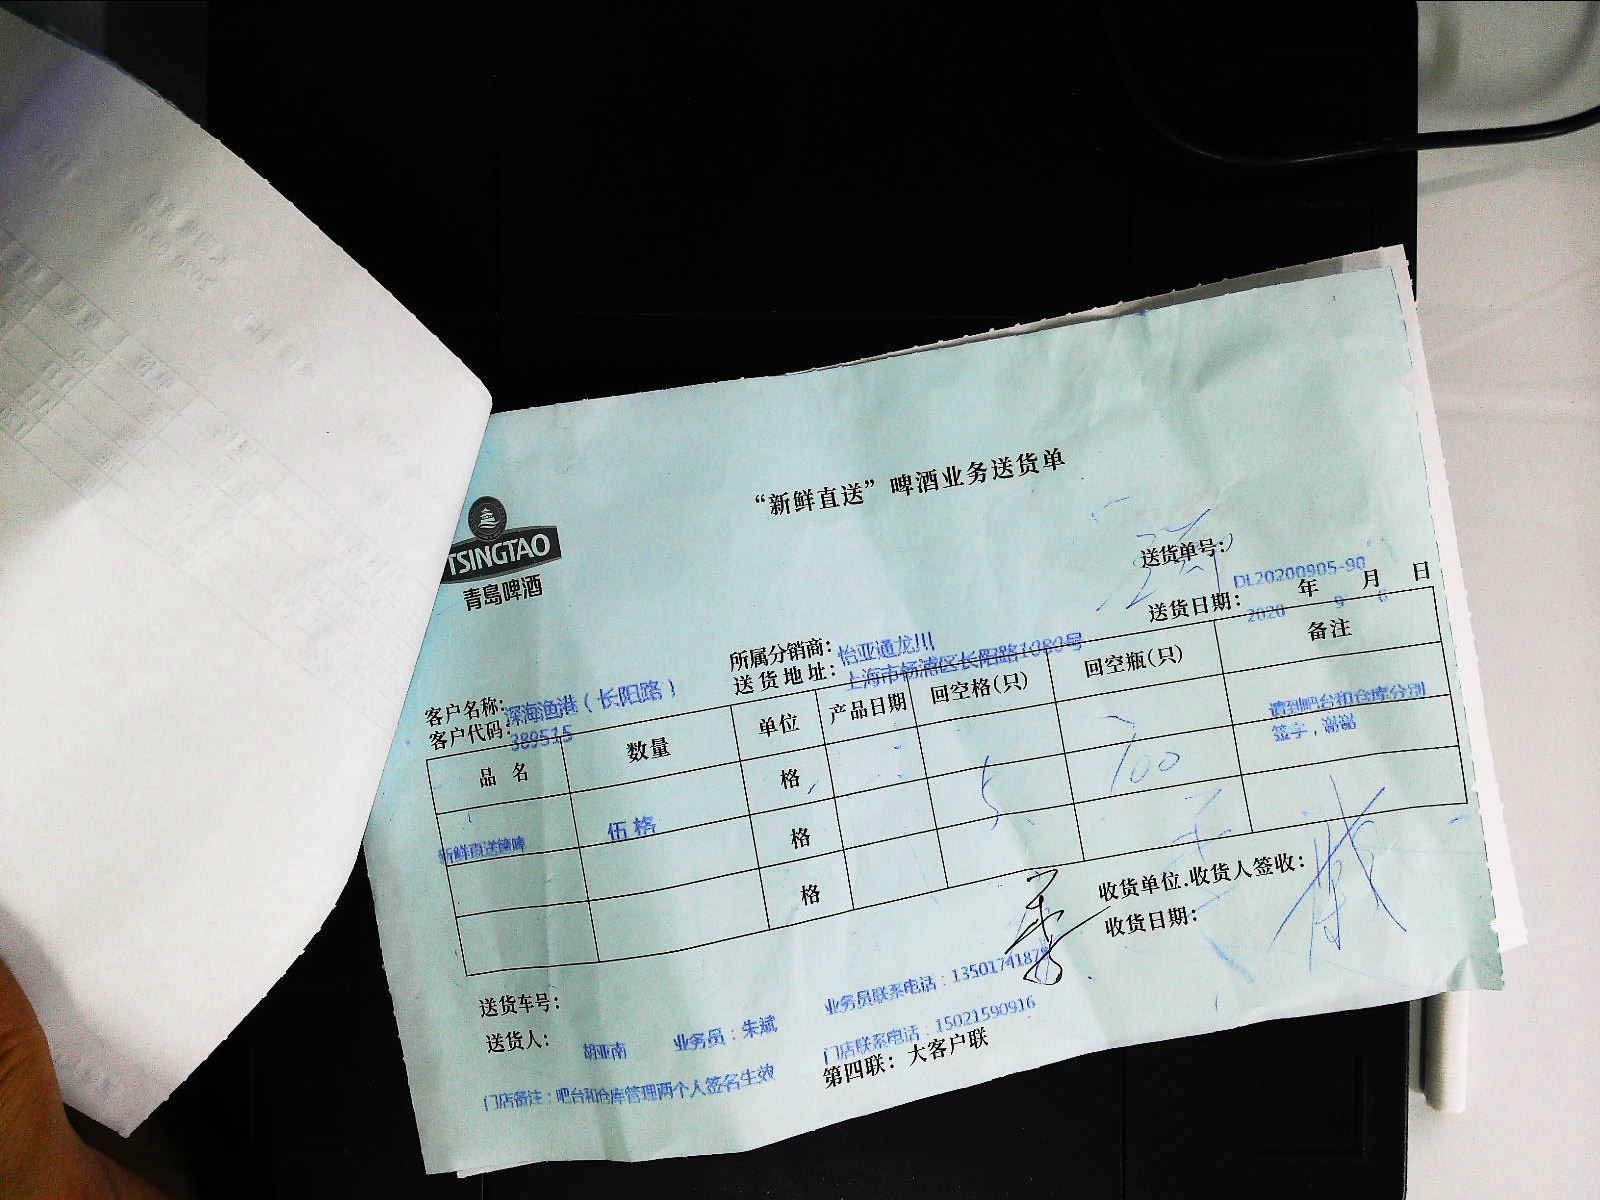 “新鲜直送”啤酒业务送货单
TSINGTAO
青岛啤酒
送货单号: DL20200905-90
送货日期: 2020 年 9 月 6 日
所属分销商: 怡亚通龙川
送货地址: 上海市杨浦区长阳路1080号
客户名称: 深海渔港（长阳路）
客户代码: 389515
品名 数量 单位 产品日期 回空格(只) 回空瓶(只) 备注
新鲜直送 伍格 格 5 100 请到吧台和仓库分别
签字，谢谢
格
格
收货单位.收货人签收:
收货日期:
送货车号:
业务员联系电话：1350174187
送货人: 胡亚南 业务员：朱斌
门店联系电话：15021590916
门店备注：吧台和仓库管理两个人签名生效
第四联: 大客户联